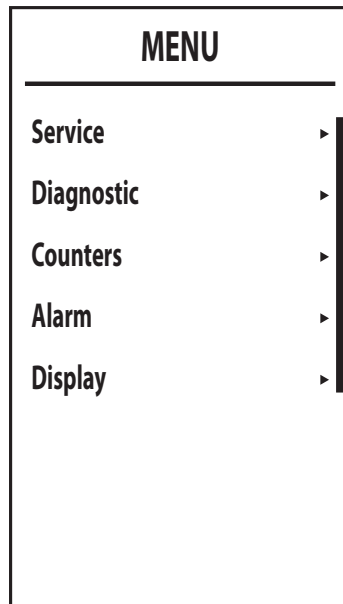 MENU
Service
Diagnostic
Counters
Alarm
Display